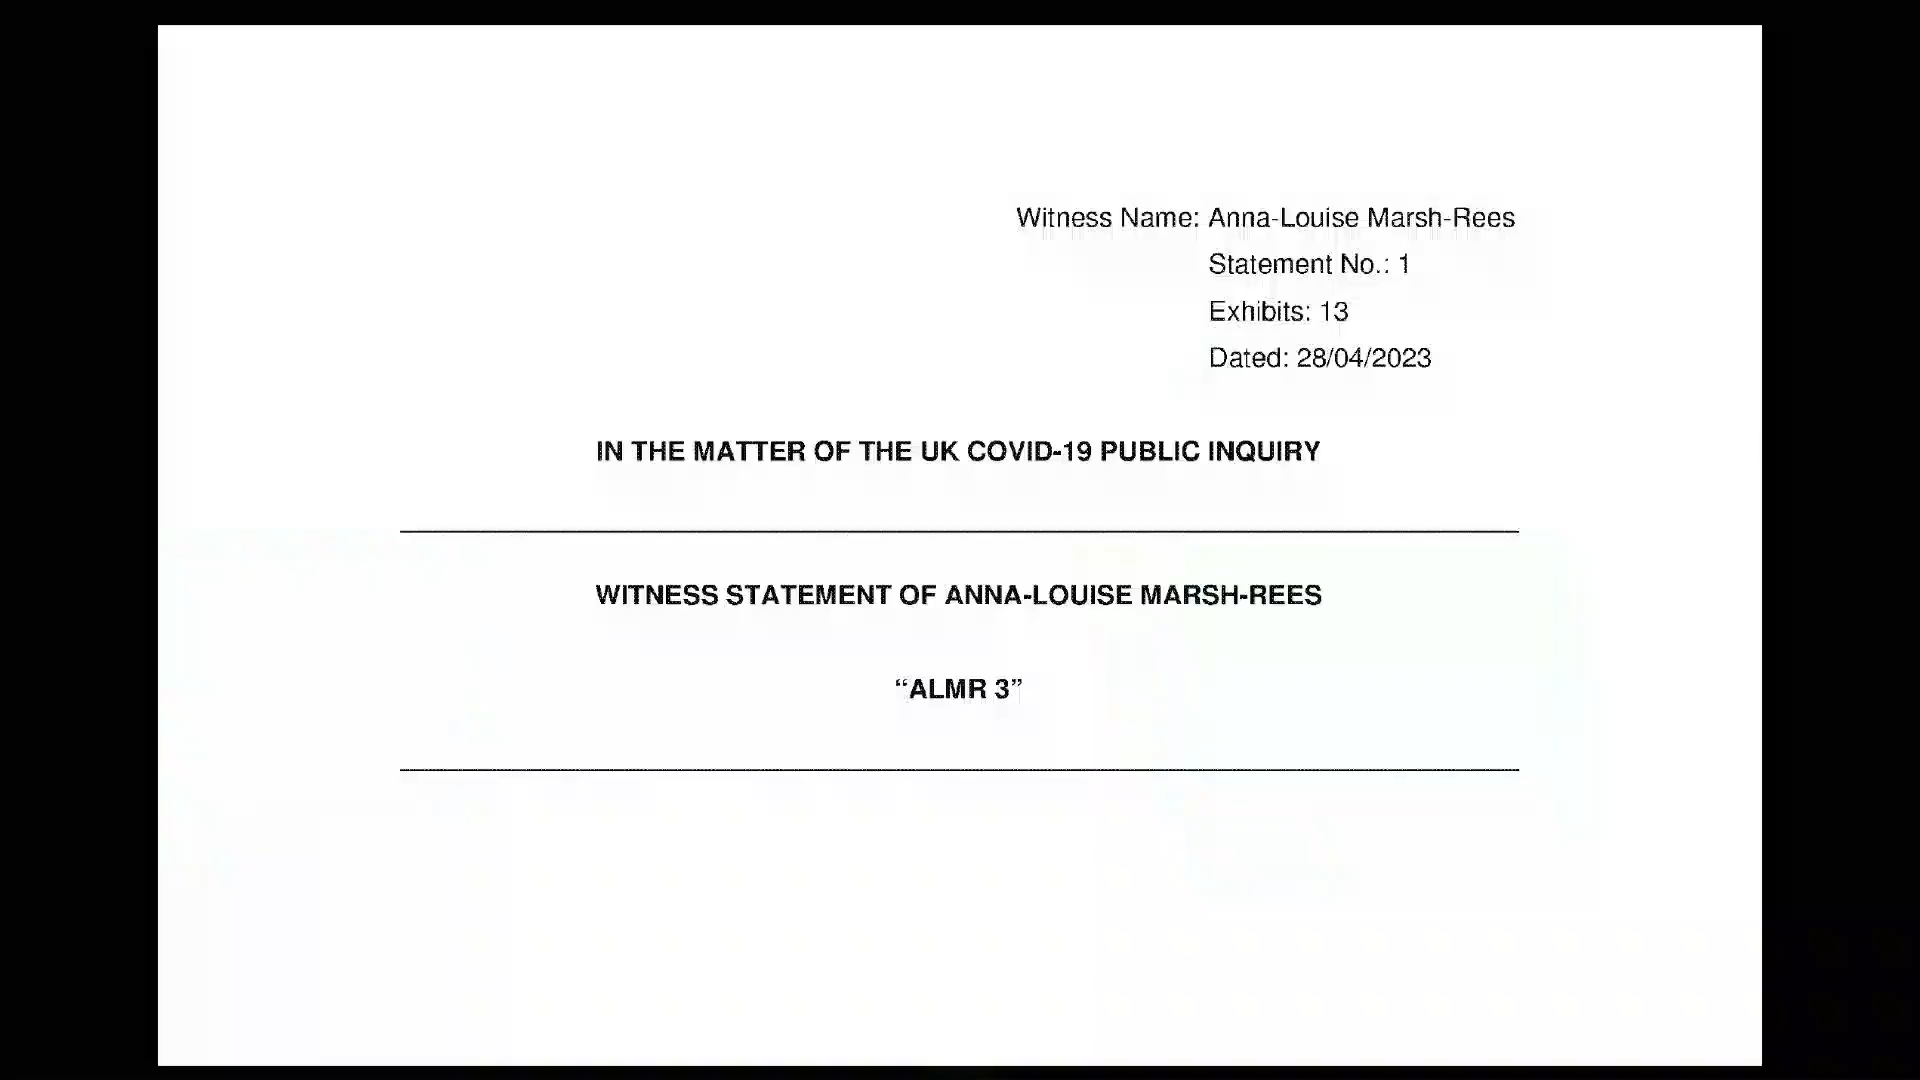 Witness Name: Anna-Louise Marsh-Rees
Statement No.: 1
Exhibits: 13
Dated: 28/04/2023
IN THE MATTER OF THE UK COVID-19 PUBLIC INQUIRY
WITNESS STATEMENT OF ANNA-LOUISE MARSH-REES
“ALMR 3”